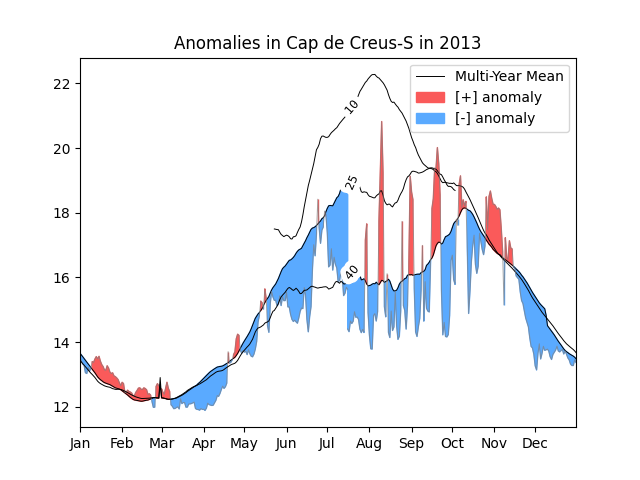 Anomalies in Cap de Creus-S in 2013
Multi-Year Mean
[+] anomaly
[-] anomaly
22
20
18
16
14
12
10
25
40
Jan Feb Mar Apr May Jun Jul Aug Sep Oct Nov Dec